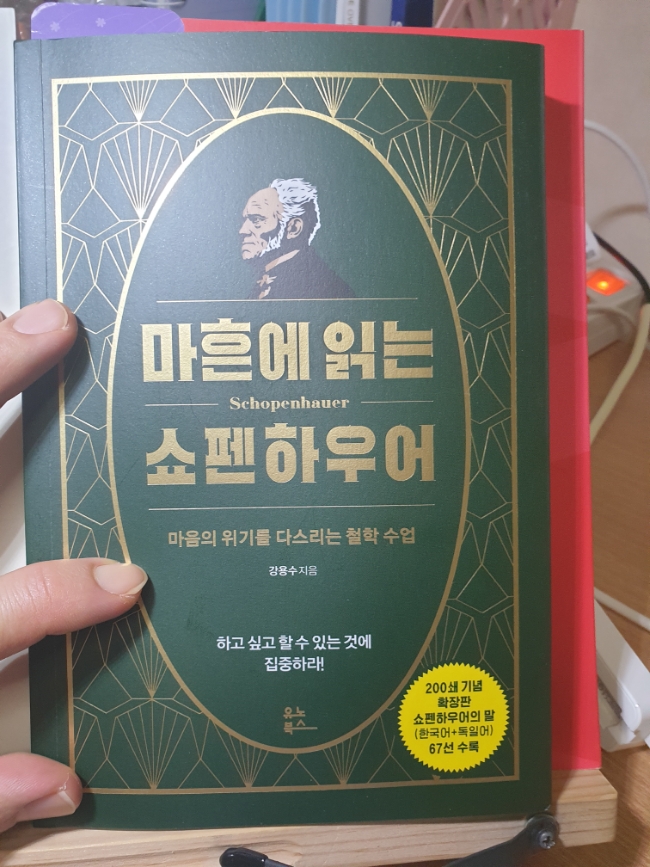 마흔에 읽는
Schopenhauer
쇼펜하우어
마음의 위기를 다스리는 철학 수업
강용수 지음
하고 싶고 할 수 있는 것에
집중하라!
유노
북스
200쇄 기념
확장판
쇼펜하우어의 말
(한국어+독일어)
67선 수록